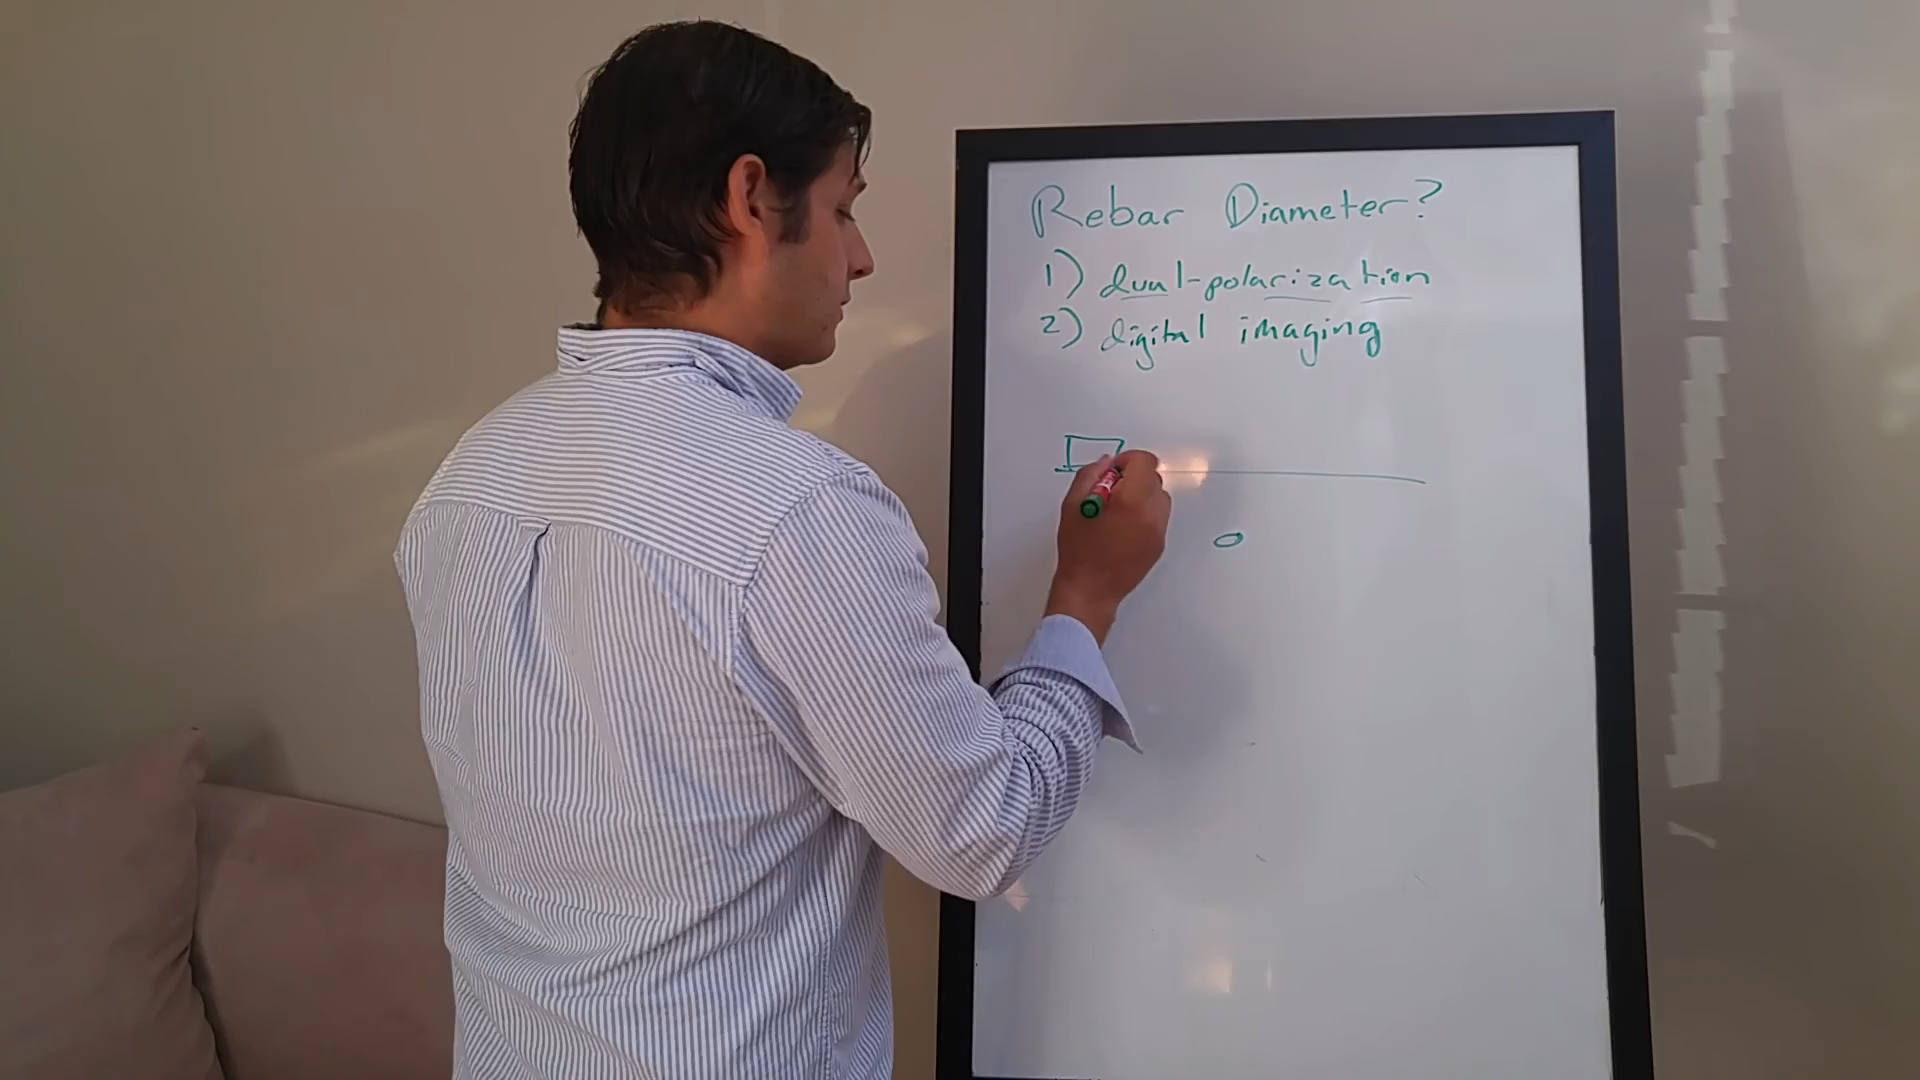 Rebar Diameter?
1) dual-polarization
2) digital imaging